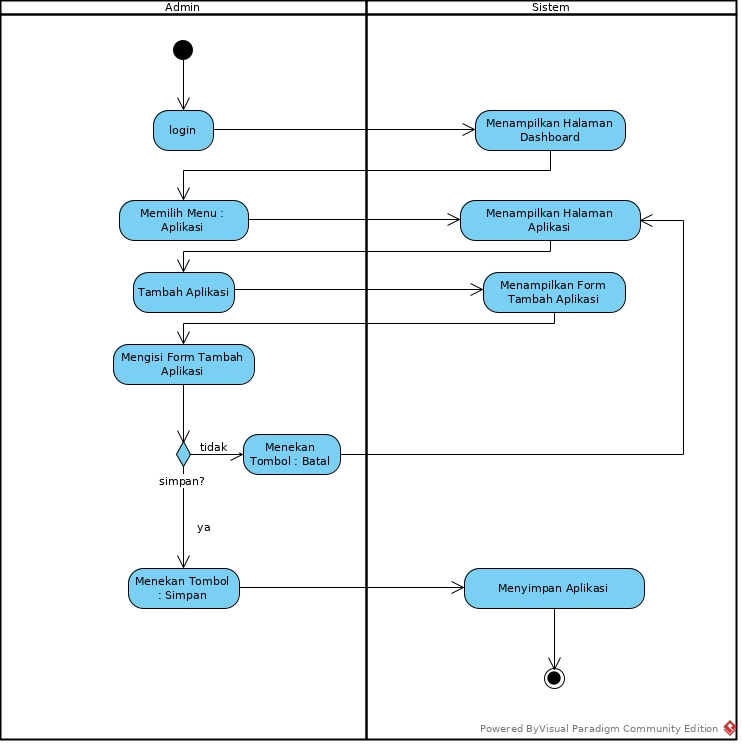 Admin
Sistem
login
Menampilkan Halaman
Dashboard
Memilih Menu :
Aplikasi
Menampilkan Halaman
Aplikasi
Tambah Aplikasi
Menampilkan Form
Tambah Aplikasi
Mengisi Form Tambah
Aplikasi
tidak
Menekan
Tombol : Batal
simpan?
ya
Menekan Tombol
: Simpan
Menyimpan Aplikasi
Powered ByVisual Paradigm Community Edition